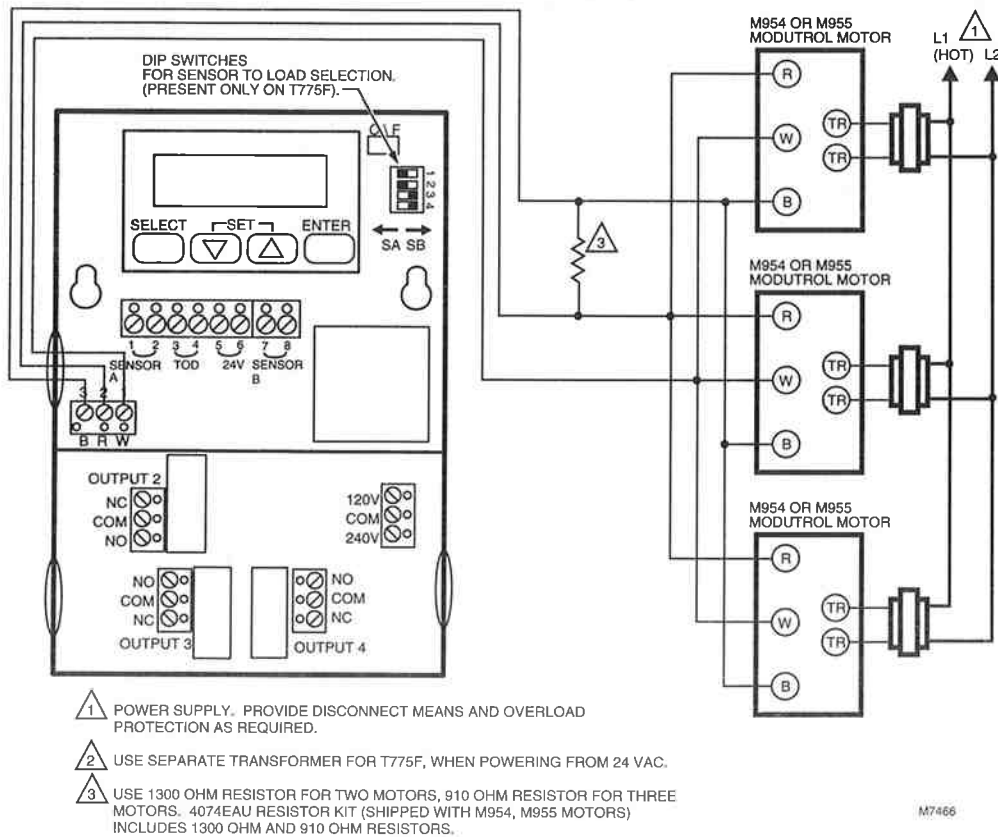 M954 OR M955
MODUTROL MOTOR
L1
(HOT)
1
L2
DIP SWITCHES
FOR SENSOR TO LOAD SELECTION.
(PRESENT ONLY ON T775F).
R
W
B
TR
TR
1
2
3
4
SELECT
SET
ENTER
SA SB
3
M954 OR M955
MODUTROL MOTOR
R
W
B
TR
TR
1 2 3 4 5 6 7 8
SENSOR
A
TOD
24V
SENSOR
B
3 2
B R W
OUTPUT 2
NC
COM
NO
120V
COM
240V
M954 OR M955
MODUTROL MOTOR
R
W
B
TR
TR
NO
COM
NC
OUTPUT 3
NO
COM
NC
OUTPUT 4
1 POWER SUPPLY. PROVIDE DISCONNECT MEANS AND OVERLOAD
PROTECTION AS REQUIRED.
2 USE SEPARATE TRANSFORMER FOR T775F, WHEN POWERING FROM 24 VAC.
3 USE 1300 OHM RESISTOR FOR TWO MOTORS, 910 OHM RESISTOR FOR THREE
MOTORS. 4074EAU RESISTOR KIT (SHIPPED WITH M954, M955 MOTORS)
INCLUDES 1300 OHM AND 910 OHM RESISTORS.
M7466